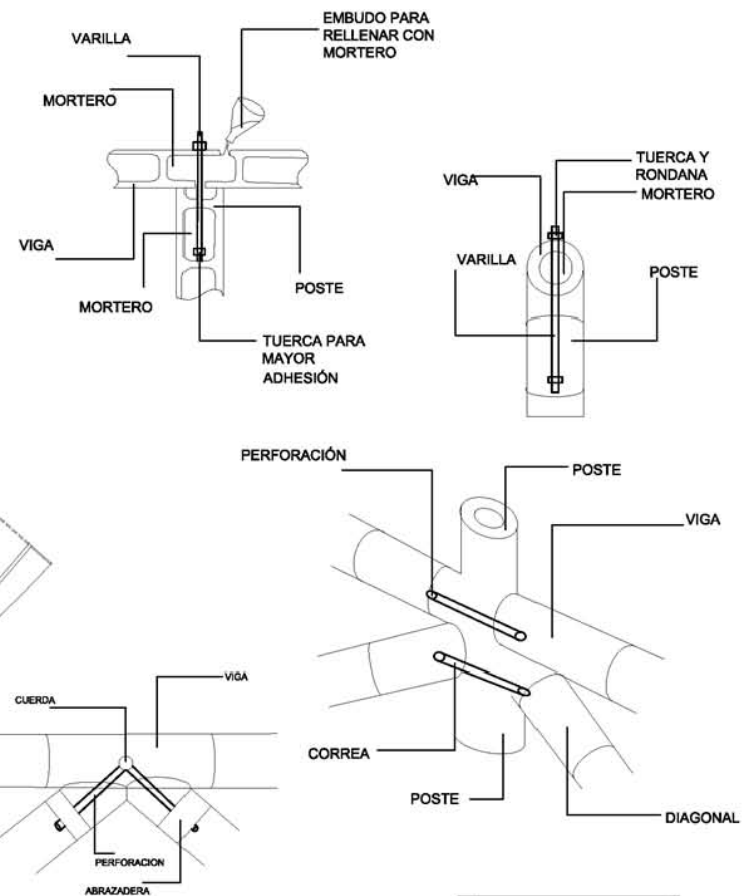 VARILLA
EMBUDO PARA
RELLENAR CON
MORTERO
MORTERO
VIGA
MORTERO
POSTE
TUERCA PARA
MAYOR
ADHESIÓN
TUERCA Y
RONDANA
VIGA
MORTERO
VARILLA
POSTE
PERFORACIÓN
POSTE
VIGA
CORREA
POSTE
DIAGONAL
VIGA
CUERDA
PERFORACION
ABRAZADERA